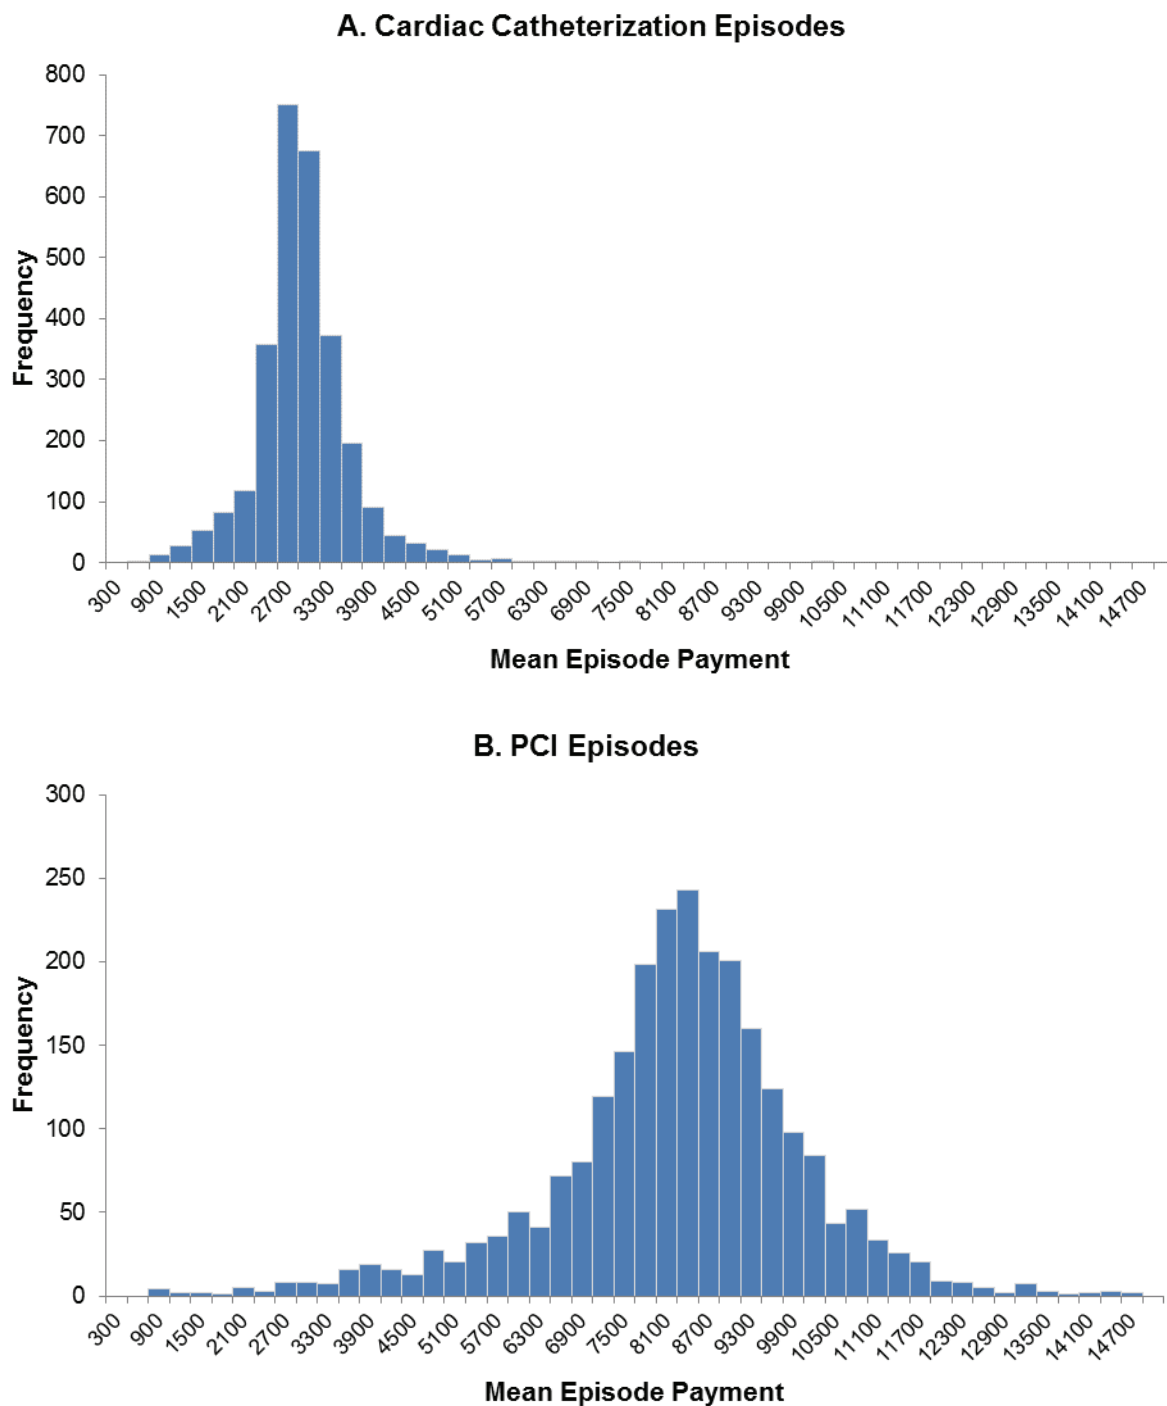 A. Cardiac Catheterization Episodes
800
700
600
500
400
300
200
100
0
Frequency
300 900 1500 2100 2700 3300 3900 4500 5100 5700 6300 6900 7500 8100 8700 9300 9900 10500 11100 11700 12300 12900 13500 14100 14700
Mean Episode Payment
B. PCI Episodes
300
250
200
150
100
50
0
Frequency
300 900 1500 2100 2700 3300 3900 4500 5100 5700 6300 6900 7500 8100 8700 9300 9900 10500 11100 11700 12300 12900 13500 14100 14700
Mean Episode Payment